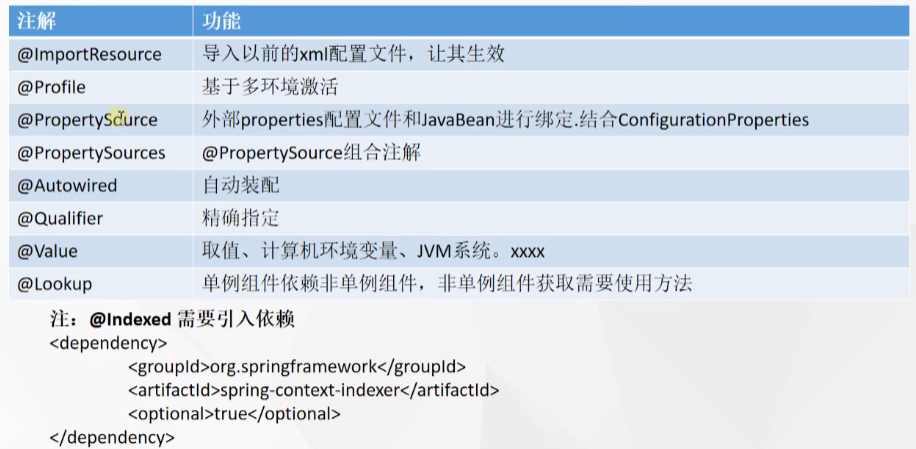 注解 功能
@ImportResource 导入以前的xml配置文件，让其生效
@Profile 基于多环境激活
@PropertySource 外部properties配置文件和JavaBean进行绑定.结合ConfigurationProperties
@PropertySources @PropertySource组合注解
@Autowired 自动装配
@Qualifier 精确指定
@Value 取值、计算机环境变量、JVM系统。xxxx
@Lookup 单例组件依赖非单例组件，非单例组件获取需要使用方法
注：@Indexed 需要引入依赖
<dependency>
<groupId>org.springframework</groupId>
<artifactId>spring-context-indexer</artifactId>
<optional>true</optional>
</dependency>